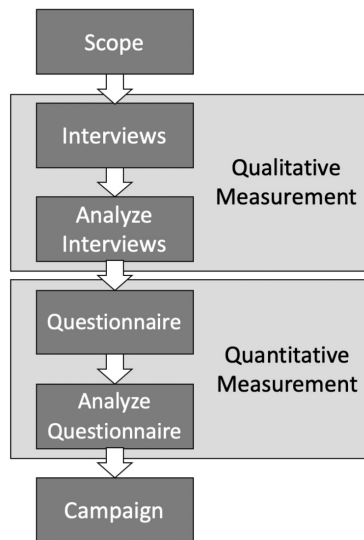 Scope
Interviews
Qualitative
Measurement
Analyze
Interviews
Questionnaire
Quantitative
Measurement
Analyze
Questionnaire
Campaign